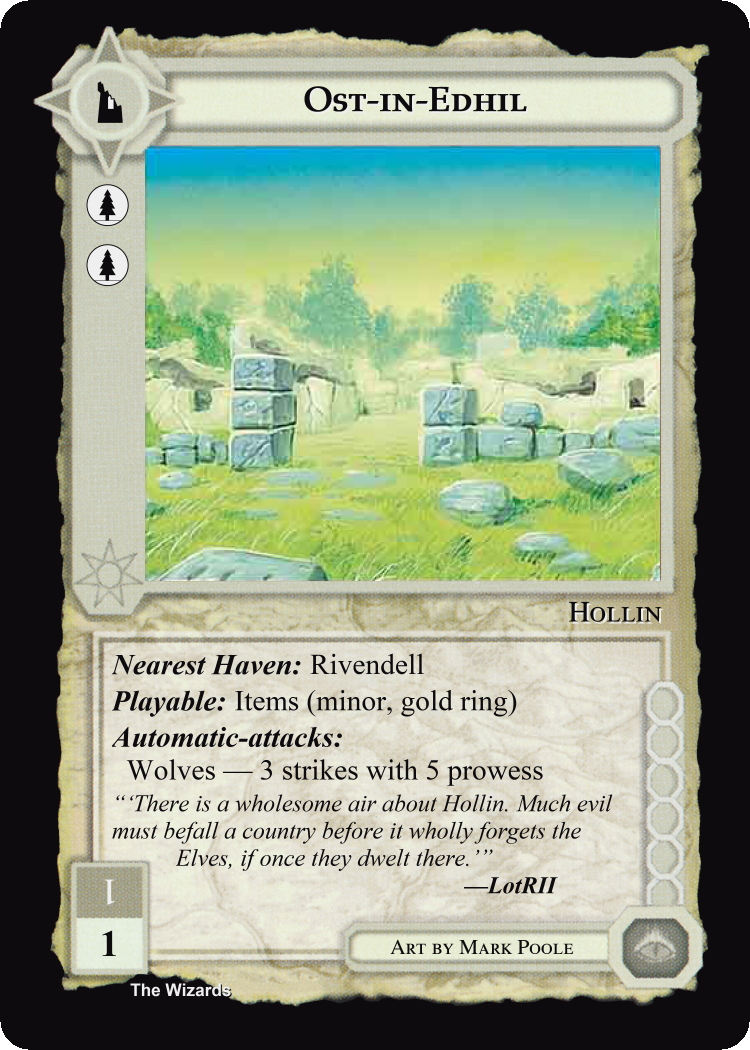 Ost-in-Edhil
Hollin
Nearest Haven: Rivendell
Playable: Items (minor, gold ring)
Automatic-attacks:
Wolves — 3 strikes with 5 prowess
“‘There is a wholesome air about Hollin. Much evil
must befall a country before it wholly forgets the
Elves, if once they dwelt there.’”
—LotRII
1
1
Art by Mark Poole
The Wizards